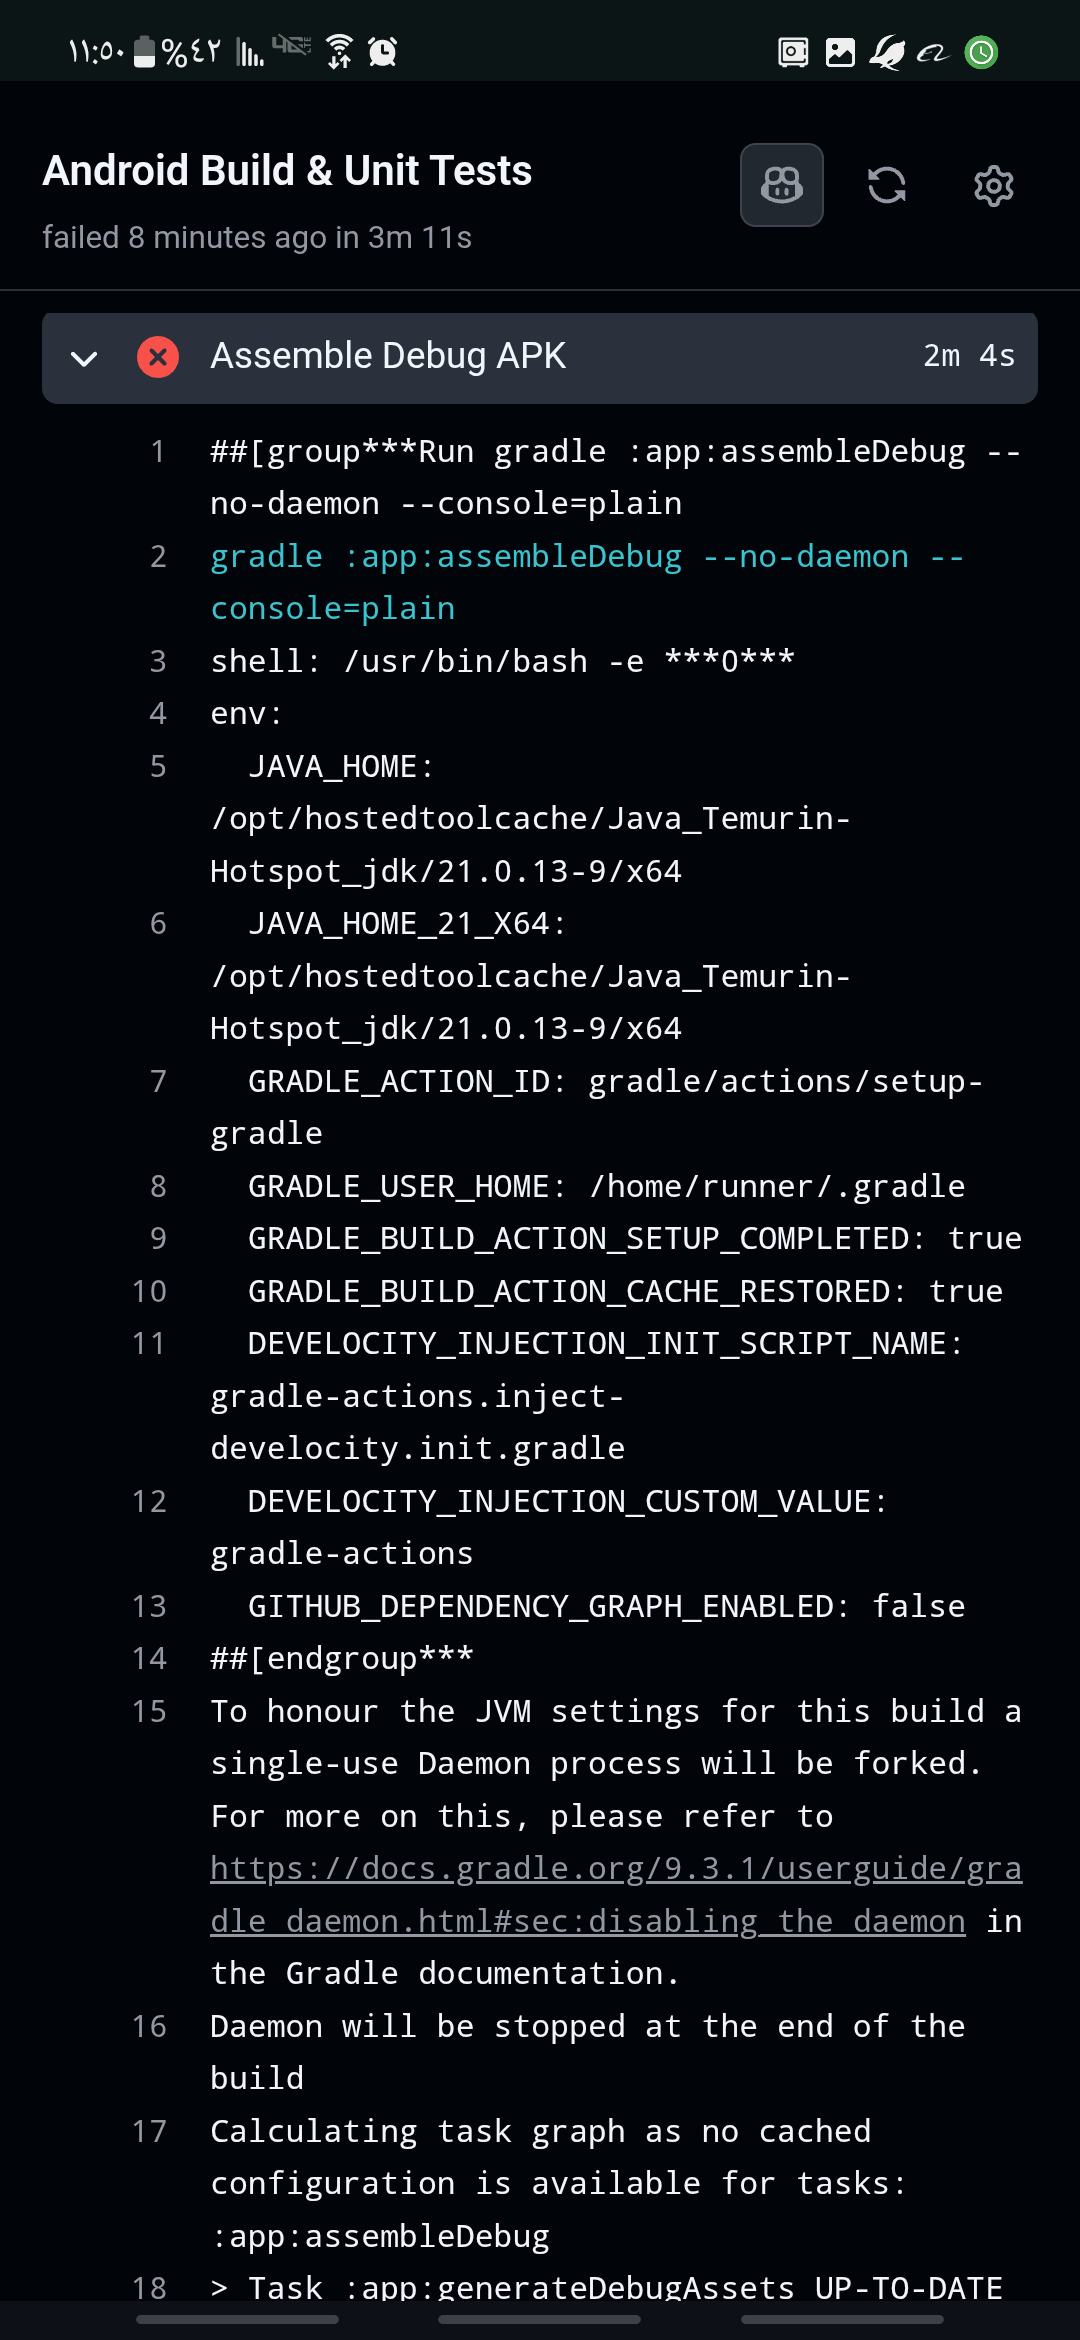 ١١:٥٠ %٤٢
Android Build & Unit Tests
failed 8 minutes ago in 3m 11s
Assemble Debug APK 2m 4s
1 ##[group***Run gradle :app:assembleDebug --
no-daemon --console=plain
2 gradle :app:assembleDebug --no-daemon --
console=plain
3 shell: /usr/bin/bash -e ***0***
4 env:
5 JAVA_HOME:
/opt/hostedtoolcache/Java_Temurin-
Hotspot_jdk/21.0.13-9/x64
6 JAVA_HOME_21_X64:
/opt/hostedtoolcache/Java_Temurin-
Hotspot_jdk/21.0.13-9/x64
7 GRADLE_ACTION_ID: gradle/actions/setup-
gradle
8 GRADLE_USER_HOME: /home/runner/.gradle
9 GRADLE_BUILD_ACTION_SETUP_COMPLETED: true
10 GRADLE_BUILD_ACTION_CACHE_RESTORED: true
11 DEVELOCITY_INJECTION_INIT_SCRIPT_NAME:
gradle-actions.inject-
develocity.init.gradle
12 DEVELOCITY_INJECTION_CUSTOM_VALUE:
gradle-actions
13 GITHUB_DEPENDENCY_GRAPH_ENABLED: false
14 ##[endgroup***
15 To honour the JVM settings for this build a
single-use Daemon process will be forked.
For more on this, please refer to
https://docs.gradle.org/9.3.1/userguide/gra
dle_daemon.html#sec:disabling_the_daemon in
the Gradle documentation.
16 Daemon will be stopped at the end of the
build
17 Calculating task graph as no cached
configuration is available for tasks:
:app:assembleDebug
18 > Task :app:generateDebugAssets UP-TO-DATE